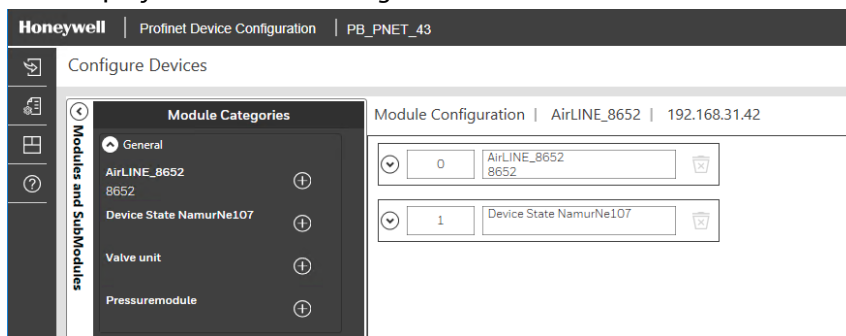 Honeywell | Profinet Device Configuration | PB_PNET_43
Configure Devices
Modules and SubModules
Module Categories
General
AirLINE_8652
8652
Device State NamurNe107
Valve unit
Pressuremodule
Module Configuration | AirLINE_8652 | 192.168.31.42
0
AirLINE_8652
8652
1
Device State NamurNe107